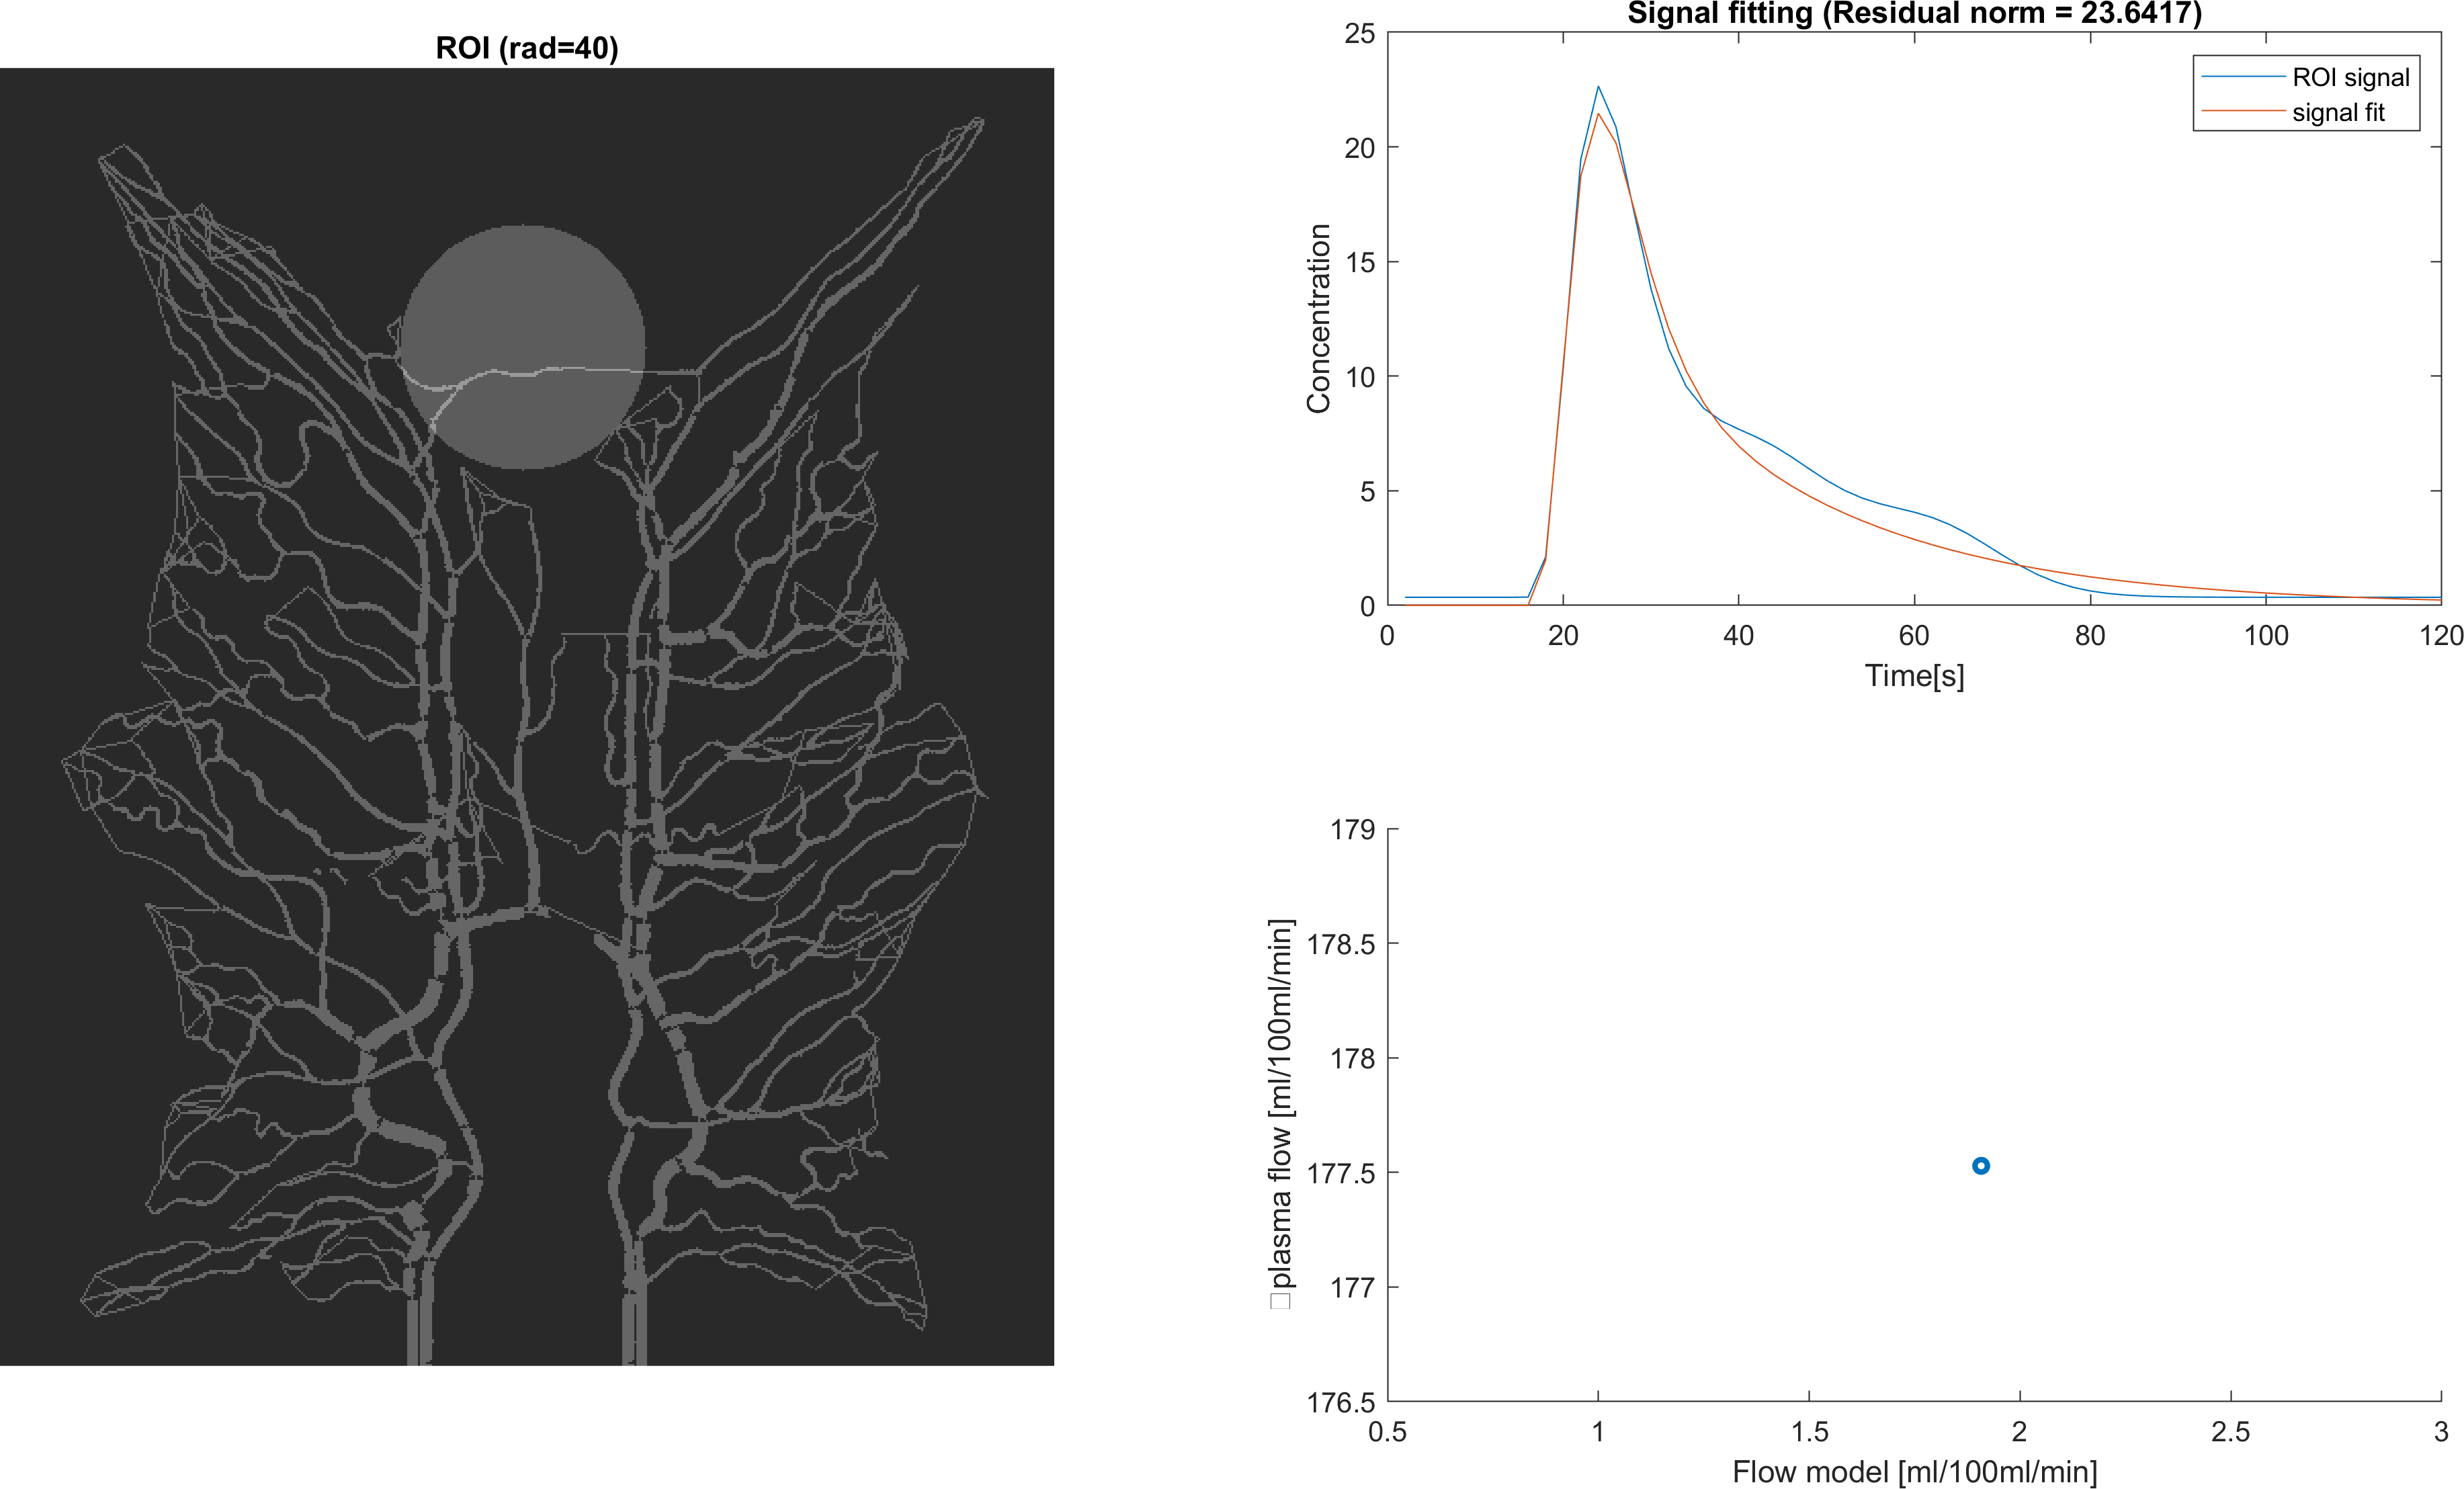 ROI (rad=40)
Signal fitting (Residual norm = 23.6417)
25
20
15
10
5
0
Concentration
ROI signal
signal fit
0 20 40 60 80 100 120
Time[s]
179
178.5
178
177.5
177
176.5
□plasma flow [ml/100ml/min]
0.5 1 1.5 2 2.5 3
Flow model [ml/100ml/min]